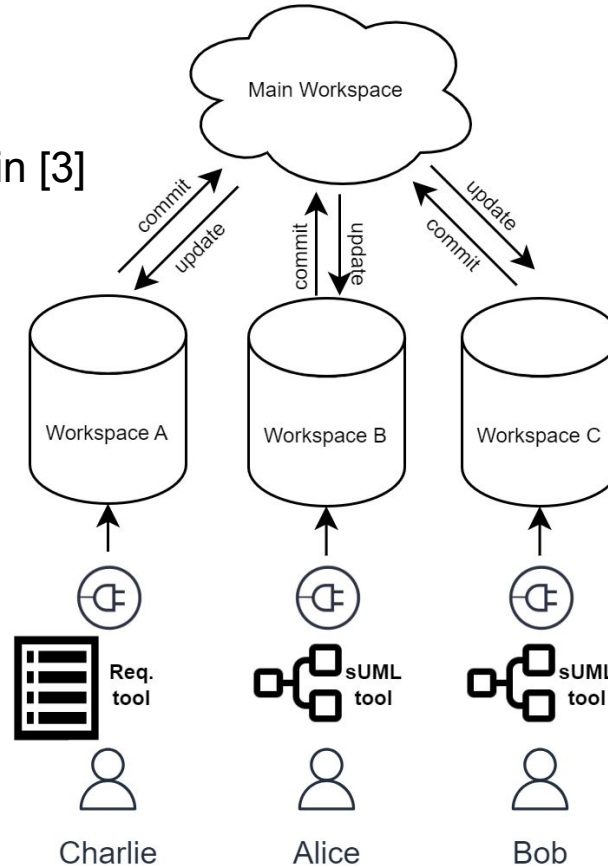 Main Workspace
in [3]
commit
update
commit
update
update
commit
Workspace A
Workspace B
Workspace C
Req.
tool
sUML
tool
sUML
tool
Charlie
Alice
Bob